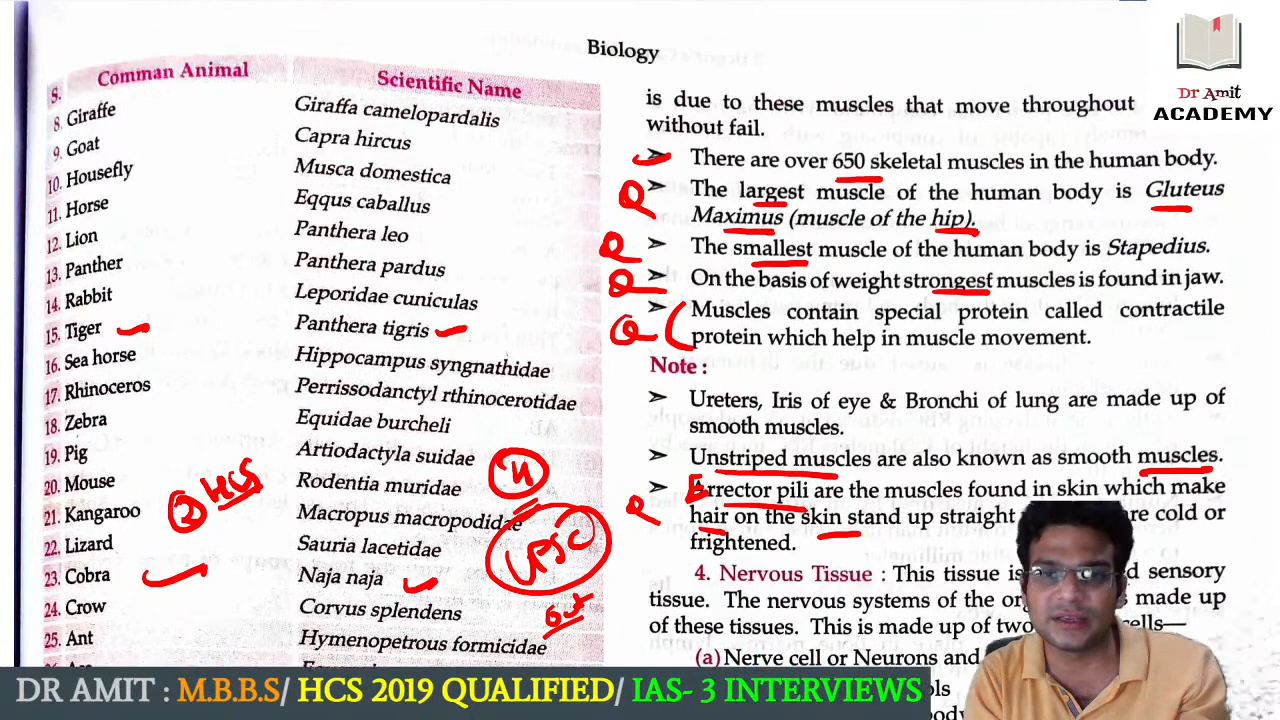 Biology
S. Comman Animal Scientific Name
8. Giraffe Giraffa camelopardalis
9. Goat Capra hircus
10. Housefly Musca domestica
11. Horse Eqqus caballus
12. Lion Panthera leo
13. Panther Panthera pardus
14. Rabbit Leporidae cuniculas
15. Tiger Panthera tigris
16. Sea horse Hippocampus syngnathidae
17. Rhinoceros Perrissodanctyl rthinocerotidae
18. Zebra Equidae burcheli
19. Pig Artiodactyla suidae
20. Mouse Rodentia muridae
21. Kangaroo Macropus macropodidae
22. Lizard Sauria lacetidae
23. Cobra Naja naja
24. Crow Corvus splendens
25. Ant Hymenopetrous formicidae
2 HCS
UPSC
is due to these muscles that move throughout
without fail.
➤ There are over 650 skeletal muscles in the human body.
➤ The largest muscle of the human body is Gluteus
Maximus (muscle of the hip).
➤ The smallest muscle of the human body is Stapedius.
➤ On the basis of weight strongest muscles is found in jaw.
➤ Muscles contain special protein called contractile
protein which help in muscle movement.
Note :
➤ Ureters, Iris of eye & Bronchi of lung are made up of
smooth muscles.
➤ Unstriped muscles are also known as smooth muscles.
➤ Arrector pili are the muscles found in skin which make
hair on the skin stand up straight re cold or
frightened.
4. Nervous Tissue : This tissue is d sensory
tissue. The nervous systems of the or made up
of these tissues. This is made up of two cells—
(a) Nerve cell or Neurons and
Dr Amit
ACADEMY
DR AMIT : M.B.B.S/ HCS 2019 QUALIFIED/ IAS- 3 INTERVIEWS